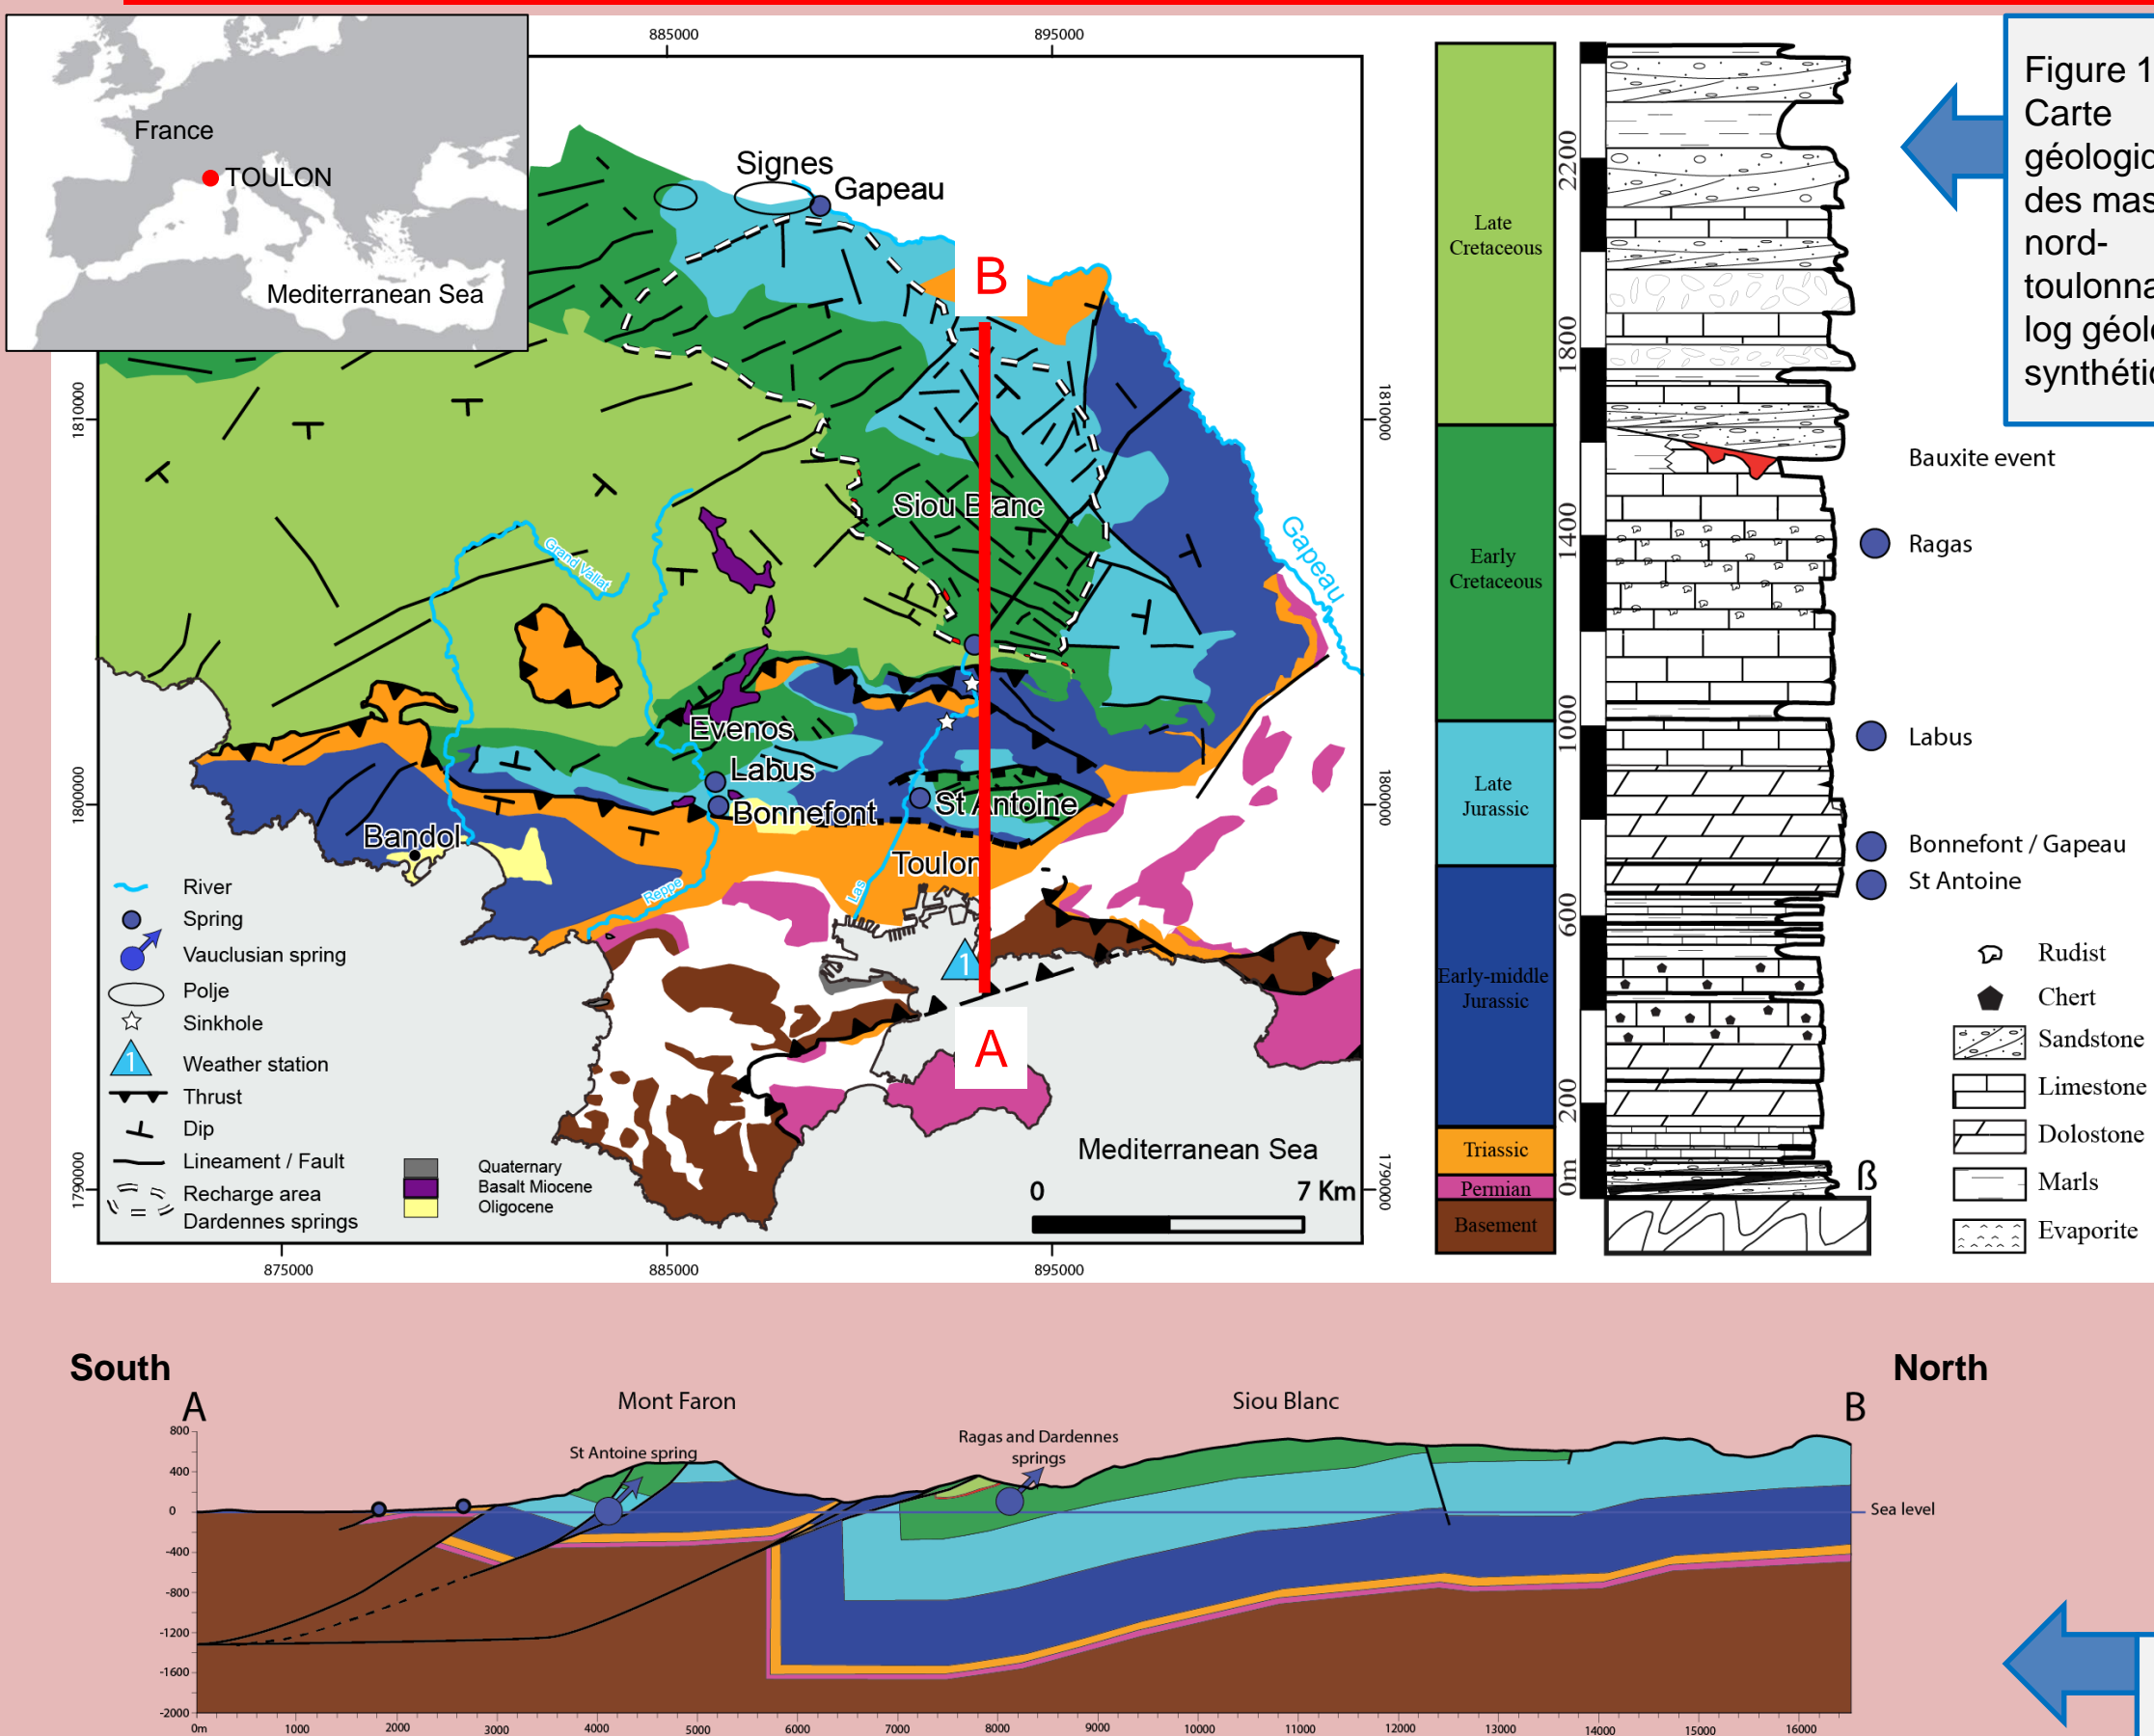 France
TOULON
Mediterranean Sea
885000
895000
Signes
Gapeau
B
1810000
1810000
Siou Blanc
Gapeau
Grand Vallat
Evenos
Labus
Bonnefont
St Antoine
1800000
1800000
Bandol
Toulon
Reppe
Las
1
A
River
Spring
Vauclusian spring
Polje
Sinkhole
1
Weather station
Thrust
Dip
Lineament / Fault
Recharge area
Dardennes springs
Quaternary
Basalt Miocene
Oligocene
Mediterranean Sea
0
7 Km
1790000
1790000
875000
885000
895000
Late
Cretaceous
Early
Cretaceous
Late
Jurassic
Early-middle
Jurassic
Triassic
Permian
Basement
2200
1800
1400
1000
600
200
0m
ß
Bauxite event
Ragas
Labus
Bonnefont / Gapeau
St Antoine
Rudist
Chert
Sandstone
Limestone
Dolostone
Marls
Evaporite
Figure 1
Carte
des
nord-
log
South
North
A
Mont Faron
Siou Blanc
B
St Antoine spring
Ragas and Dardennes
springs
Sea level
800
400
0
-400
-800
-1200
-1600
-2000
0m
1000
2000
3000
4000
5000
6000
7000
8000
9000
10000
11000
12000
13000
14000
15000
16000